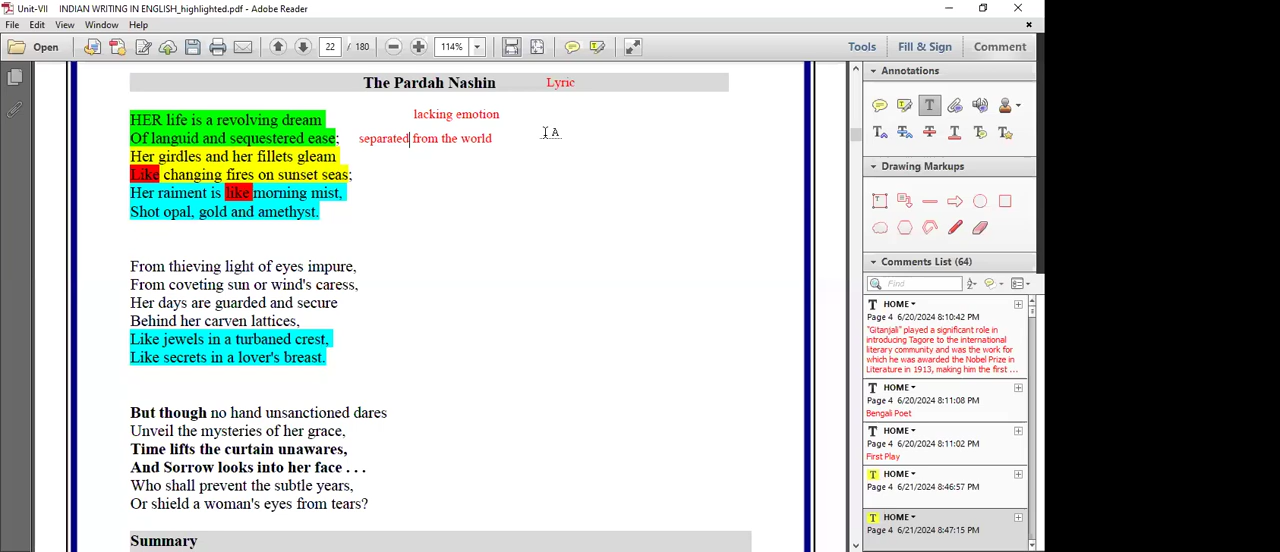 Unit-VII INDIAN WRITING IN ENGLISH_highlighted.pdf - Adobe Reader
File Edit View Window Help
Open 22 / 180 114% Tools Fill & Sign Comment
The Pardah Nashin Lyric
lacking emotion
HER life is a revolving dream
Of languid and sequestered ease; separated from the world
Her girdles and her fillets gleam
Like changing fires on sunset seas;
Her raiment is like morning mist,
Shot opal, gold and amethyst.
From thieving light of eyes impure,
From coveting sun or wind's caress,
Her days are guarded and secure
Behind her carven lattices,
Like jewels in a turbaned crest,
Like secrets in a lover's breast.
But though no hand unsanctioned dares
Unveil the mysteries of her grace,
Time lifts the curtain unawares,
And Sorrow looks into her face . . .
Who shall prevent the subtle years,
Or shield a woman's eyes from tears?
Summary
Annotations
Drawing Markups
Comments List (64)
Find
HOME
Page 4 6/20/2024 8:10:42 PM
"Gitanjali" played a significant role in
introducing Tagore to the international
literary community and was the work for
which he was awarded the Nobel Prize in
Literature in 1913, making him the first ...
HOME
Page 4 6/20/2024 8:11:08 PM
Bengali Poet
HOME
Page 4 6/20/2024 8:11:02 PM
First Play
HOME
Page 4 6/21/2024 8:46:57 PM
HOME
Page 4 6/21/2024 8:47:15 PM